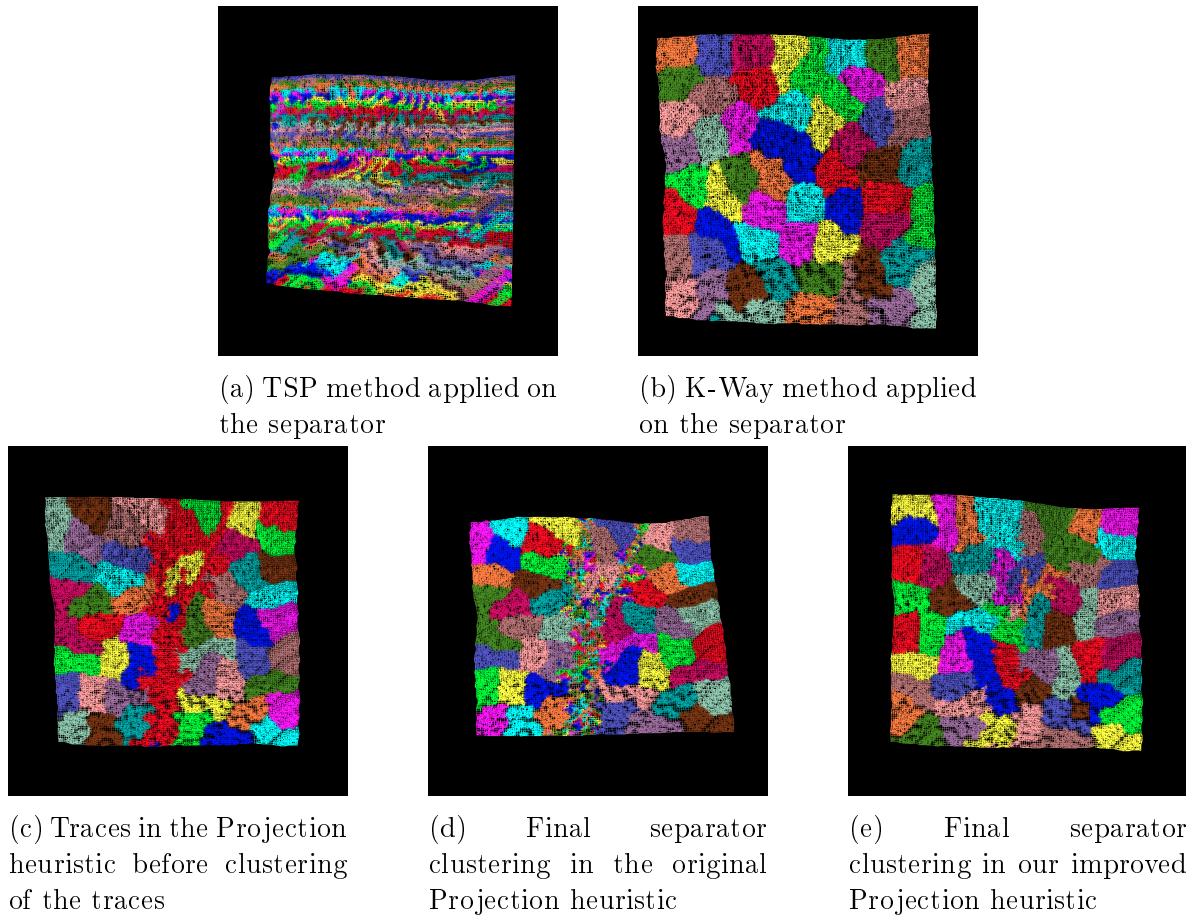 (a) TSP method applied on
the separator
(b) K-Way method applied
on the separator
(c) Traces in the Projection
heuristic before clustering
of the traces
(d) Final separator
clustering in the original
Projection heuristic
(e) Final separator
clustering in our improved
Projection heuristic